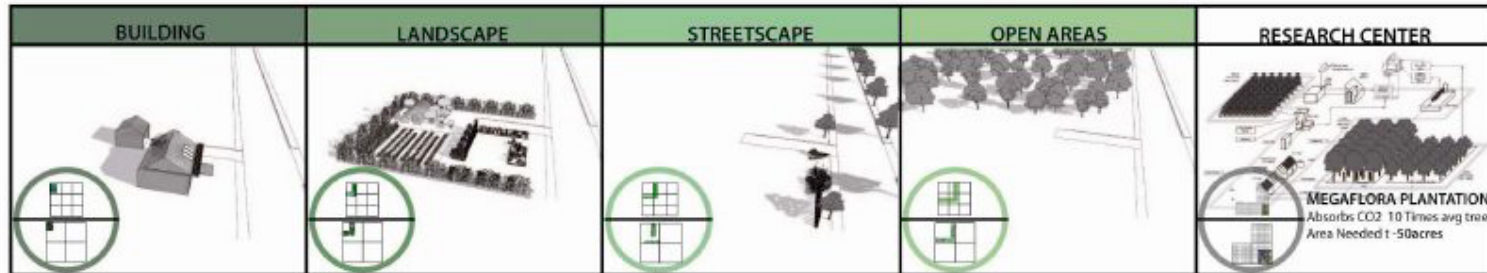 BUILDING
LANDSCAPE
STREETSCAPE
OPEN AREAS
RESEARCH CENTER
MEGAFLORA PLANTATION
Absorbs CO2 10 Times avg tree
Area Needed t -50acres